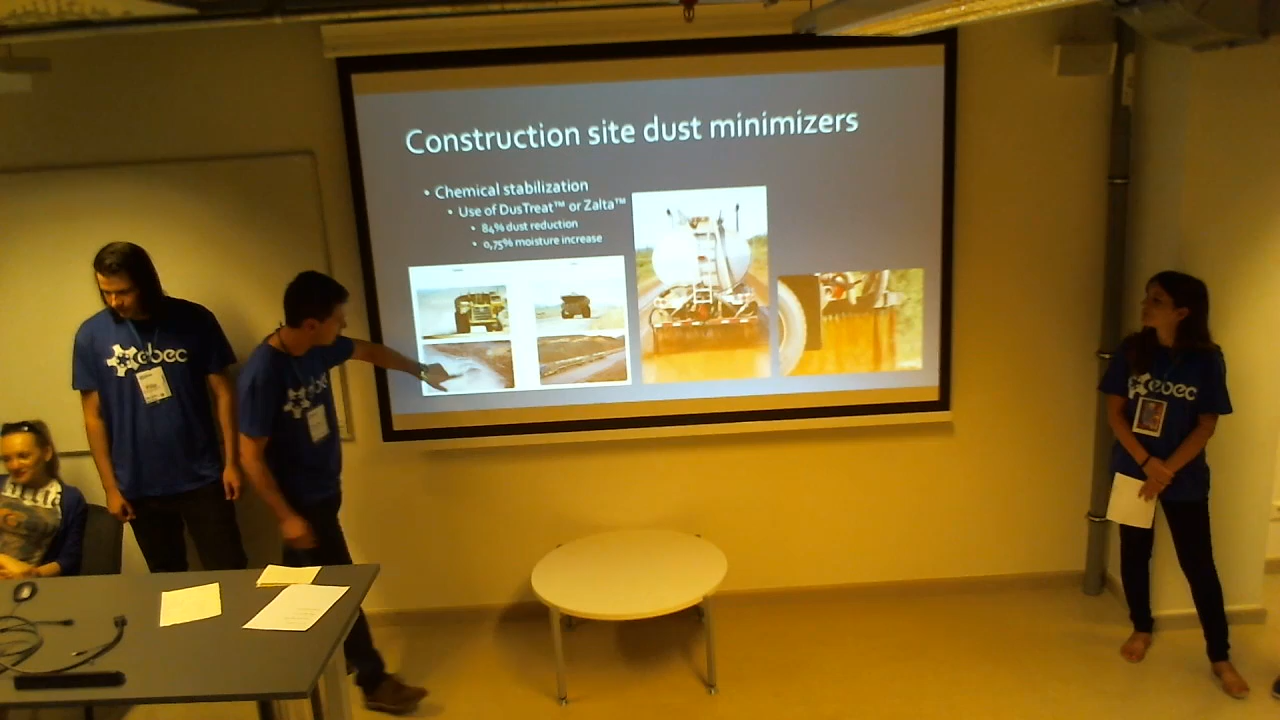 Construction site dust minimizers
• Chemical stabilization
• Use of DusTreat™ or Zalta™
• 84% dust reduction
• 0,75% moisture increase
ebec
ebec
ebec